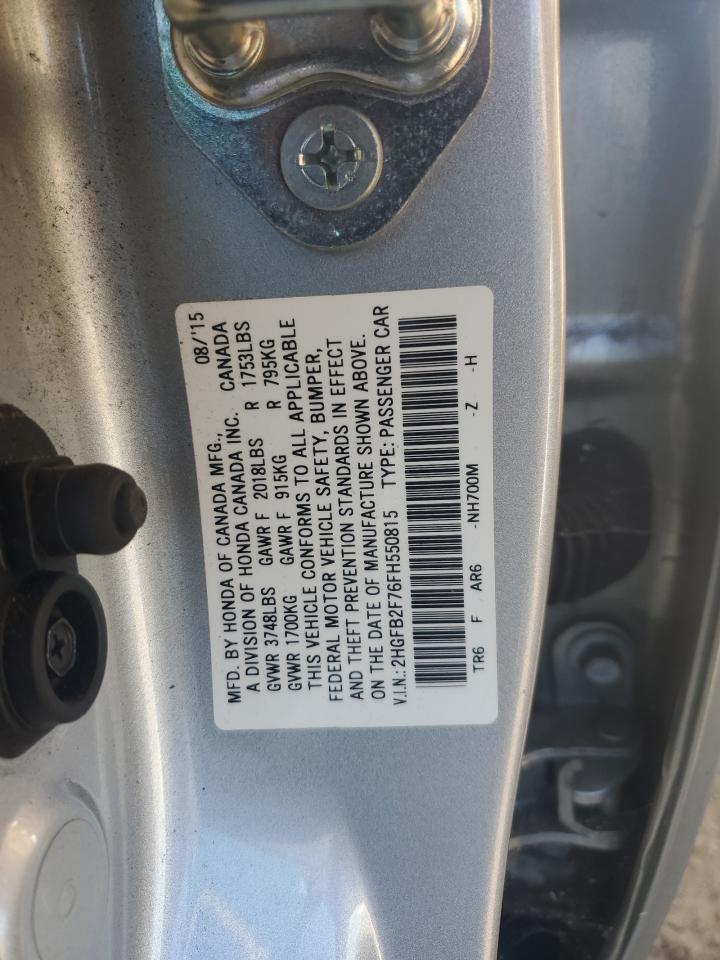 MFD. BY HONDA OF CANADA MFG., 08/'15
A DIVISION OF HONDA CANADA INC. CANADA
GVWR 3748LBS GAWR F 2018LBS R 1753LBS
GVWR 1700KG GAWR F 915KG R 795KG
THIS VEHICLE CONFORMS TO ALL APPLICABLE
FEDERAL MOTOR VEHICLE SAFETY, BUMPER,
AND THEFT PREVENTION STANDARDS IN EFFECT
ON THE DATE OF MANUFACTURE SHOWN ABOVE.
V.I.N.: 2HGFB2F76FH550815 TYPE: PASSENGER CAR
TR6 F AR6 -NH700M -Z -H